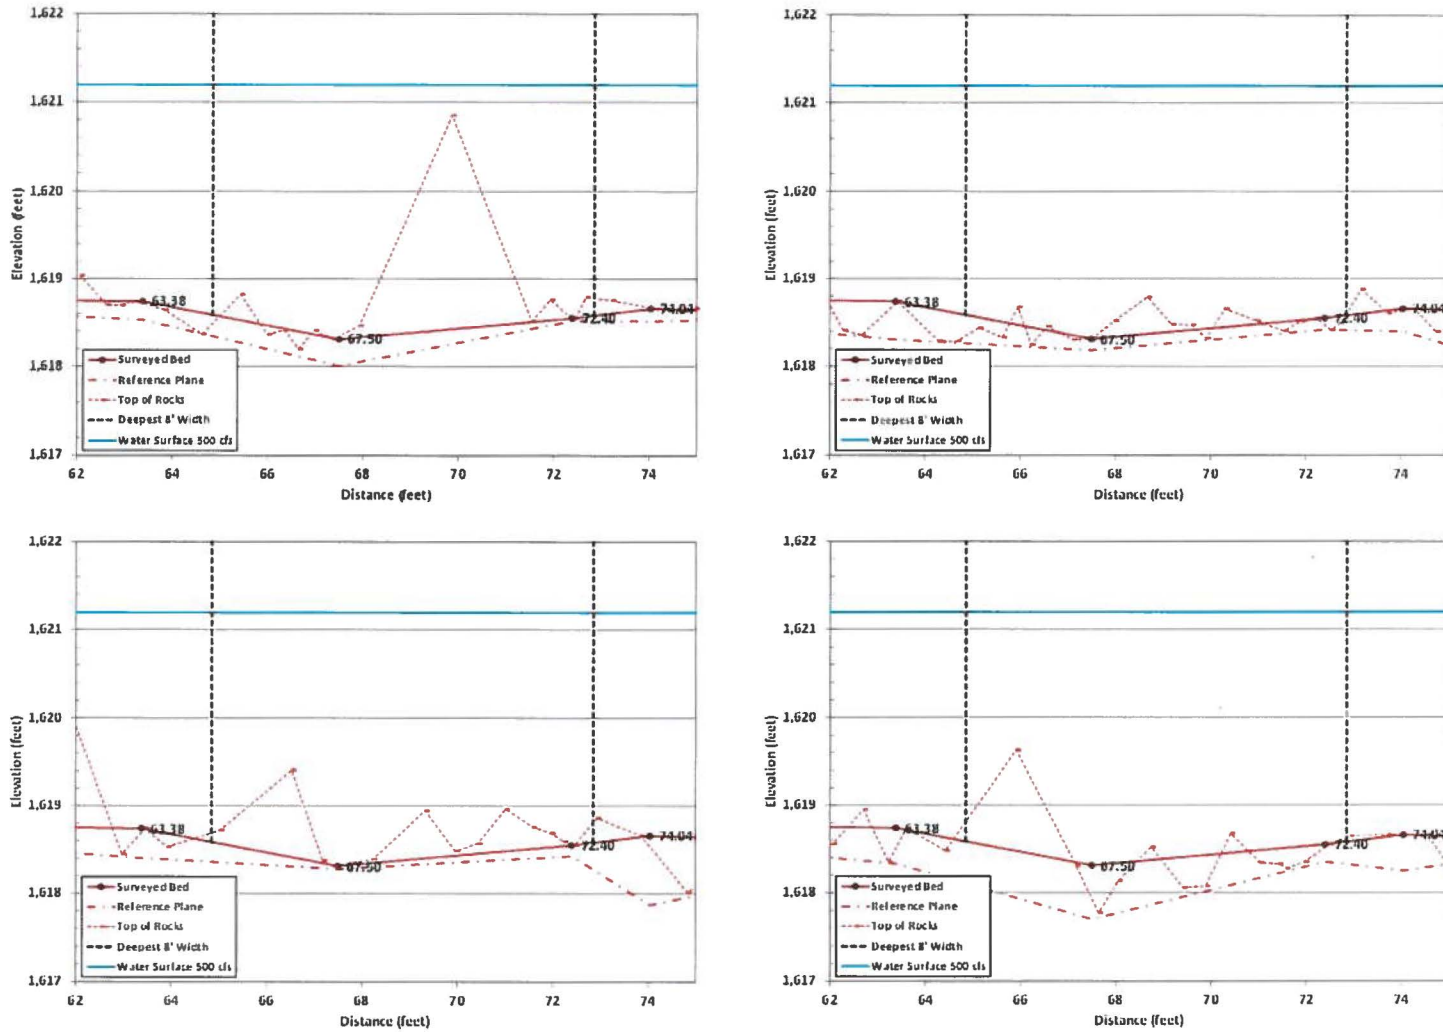 1,622
1,621
1,620
1,619
1,618
1,617
Elevation (feet)
63.38
67.50
72.40
74.04
Surveyed Bed
Reference Plane
Top of Rocks
Deepest 8' Width
Water Surface 500 cfs
62 64 66 68 70 72 74
Distance (feet)
1,622
1,621
1,620
1,619
1,618
1,617
Elevation (feet)
63.38
67.50
72.40
74.04
Surveyed Bed
Reference Plane
Top of Rocks
Deepest 8' Width
Water Surface 500 cfs
62 64 66 68 70 72 74
Distance (feet)
1,622
1,621
1,620
1,619
1,618
1,617
Elevation (feet)
63.38
67.50
72.40
74.04
Surveyed Bed
Reference Plane
Top of Rocks
Deepest 8' Width
Water Surface 500 cfs
62 64 66 68 70 72 74
Distance (feet)
1,622
1,621
1,620
1,619
1,618
1,617
Elevation (feet)
63.38
67.50
72.40
74.04
Surveyed Bed
Reference Plane
Top of Rocks
Deepest 8' Width
Water Surface 500 cfs
62 64 66 68 70 72 74
Distance (feet)